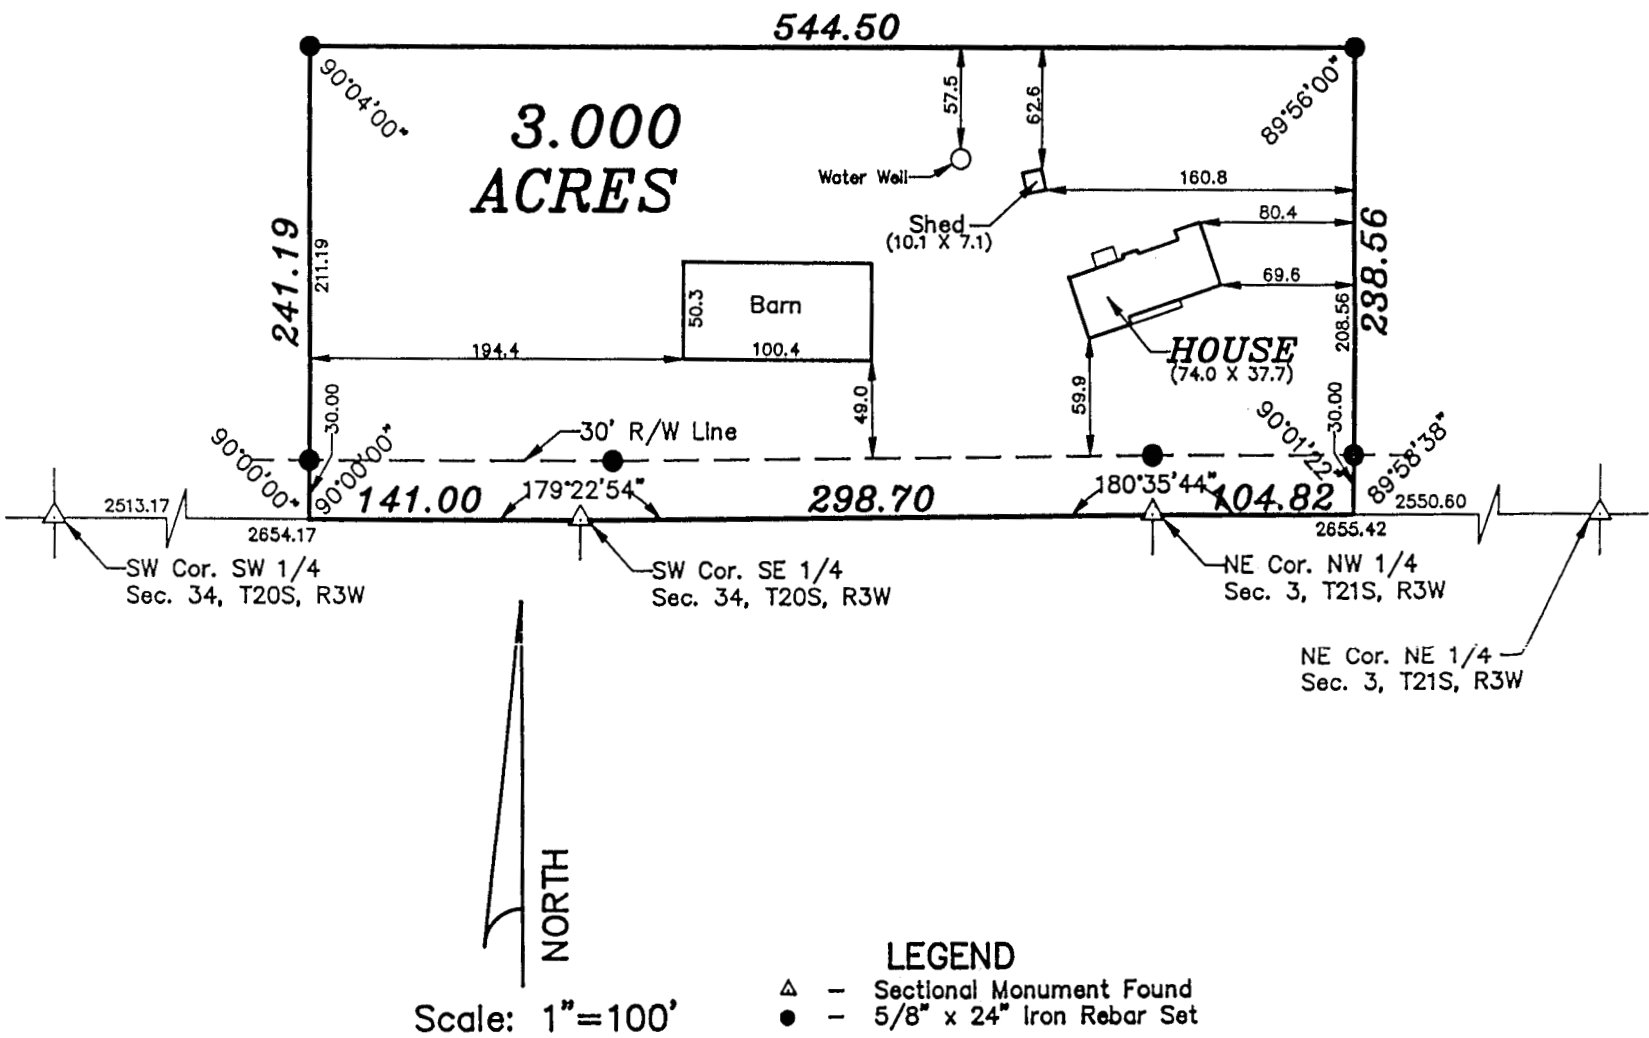 544.50
90°04'00"
89°56'00"
3.000
ACRES
57.5
62.6
Water Well
160.8
Shed
(10.1 X 7.1)
80.4
69.6
241.19
211.19
238.56
208.56
50.3
Barn
194.4
100.4
49.0
HOUSE
(74.0 X 37.7)
59.9
30.00
30.00
30' R/W Line
90°00'00"
90°00'00"
90°01'22"
89°58'38"
141.00
179°22'54"
298.70
180°35'44"
104.82
2513.17
2654.17
2655.42
2550.60
SW Cor. SW 1/4
Sec. 34, T20S, R3W
SW Cor. SE 1/4
Sec. 34, T20S, R3W
NE Cor. NW 1/4
Sec. 3, T21S, R3W
NE Cor. NE 1/4
Sec. 3, T21S, R3W
NORTH
Scale: 1"=100'
LEGEND
– Sectional Monument Found
– 5/8" x 24" Iron Rebar Set